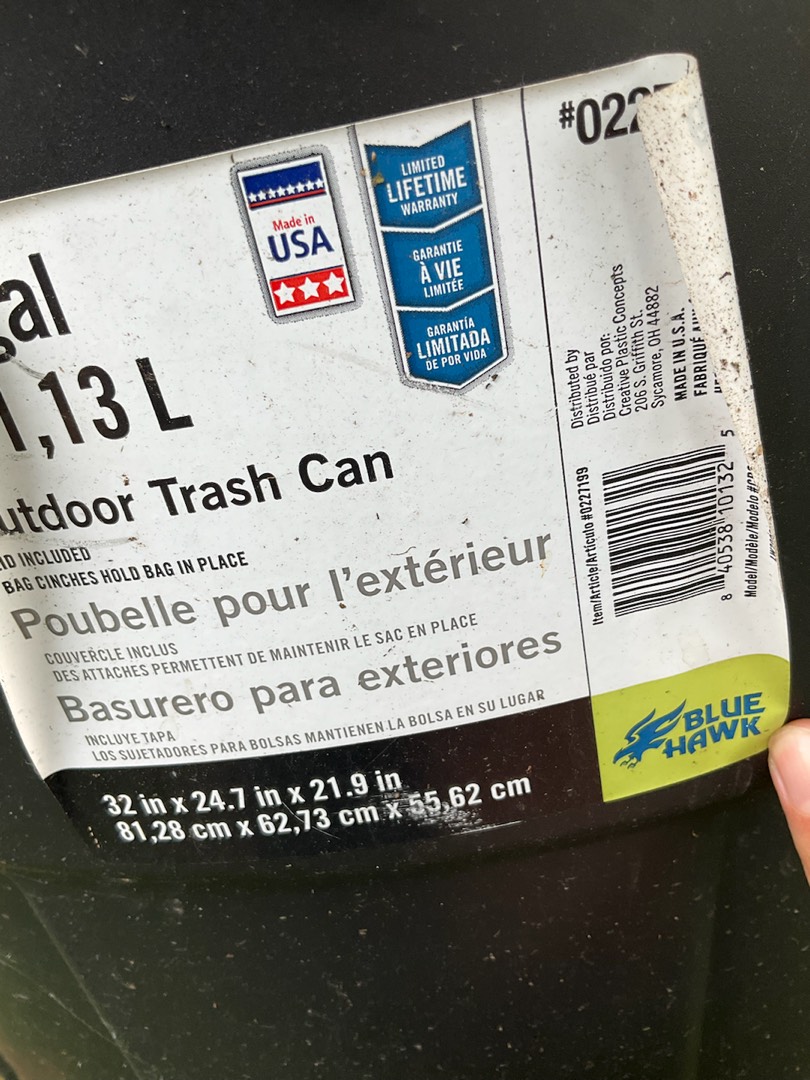 Made in
USA
LIMITED
LIFETIME
WARRANTY
GARANTIE
À VIE
LIMITÉE
GARANTÍA
LIMITADA
DE POR VIDA
gal
1,13 L
Outdoor Trash Can
INCLUDED
BAG CINCHES HOLD BAG IN PLACE
Poubelle pour l'extérieur
COUVERCLE INCLUS
DES ATTACHES PERMETTENT DE MAINTENIR LE SAC EN PLACE
Basurero para exteriores
INCLUYE TAPA
LOS SUJETADORES PARA BOLSAS MANTIENEN LA BOLSA EN SU LUGAR
32 in x 24.7 in x 21.9 in
81,28 cm x 62,73 cm x 55,62 cm
#022
Distributed by
Distribué par
Distribuido por:
Creative Plastic Concepts
206 S. Griffith St.
Sycamore, OH 44882
MADE IN U.S.A.
FABRIQUÉ
Item/Article/Artículo #0227199
8 40538 10132 5
Model/Modèle/Modelo
BLUE
HAWK